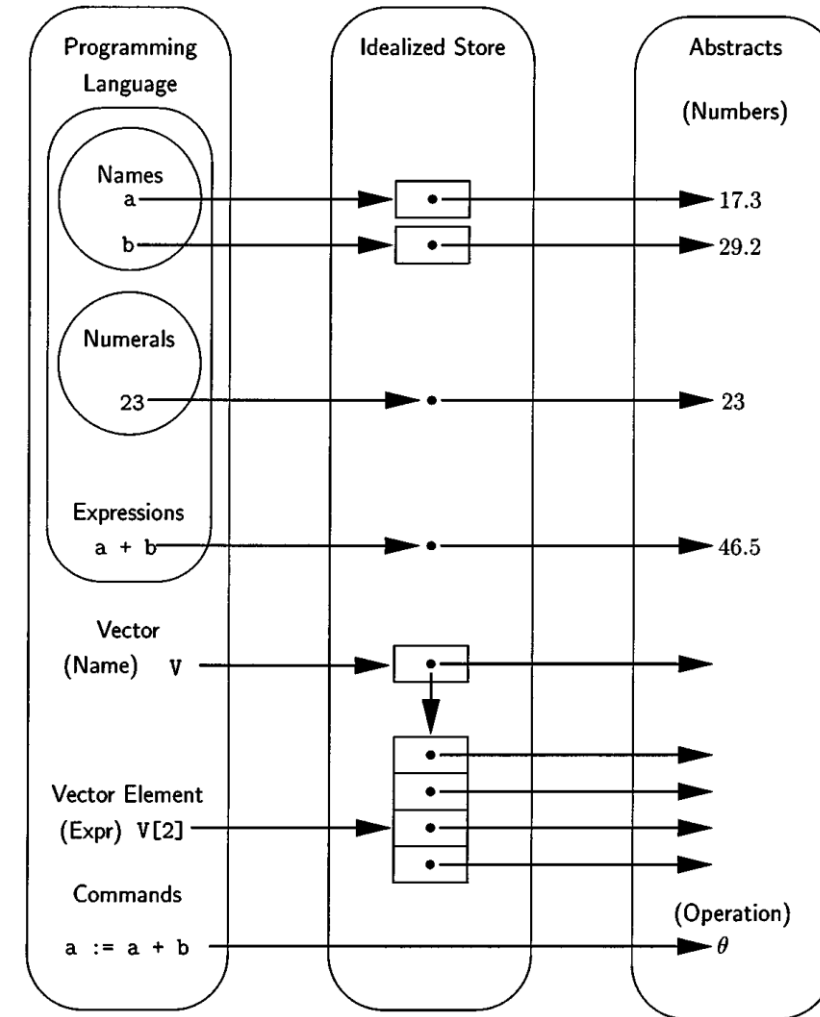 Programming
Language
Idealized Store
Abstracts
(Numbers)
Names
a
17.3
b
29.2
Numerals
23
23
Expressions
a + b
46.5
Vector
(Name) V
Vector Element
(Expr) V[2]
Commands
(Operation)
a := a + b
θ